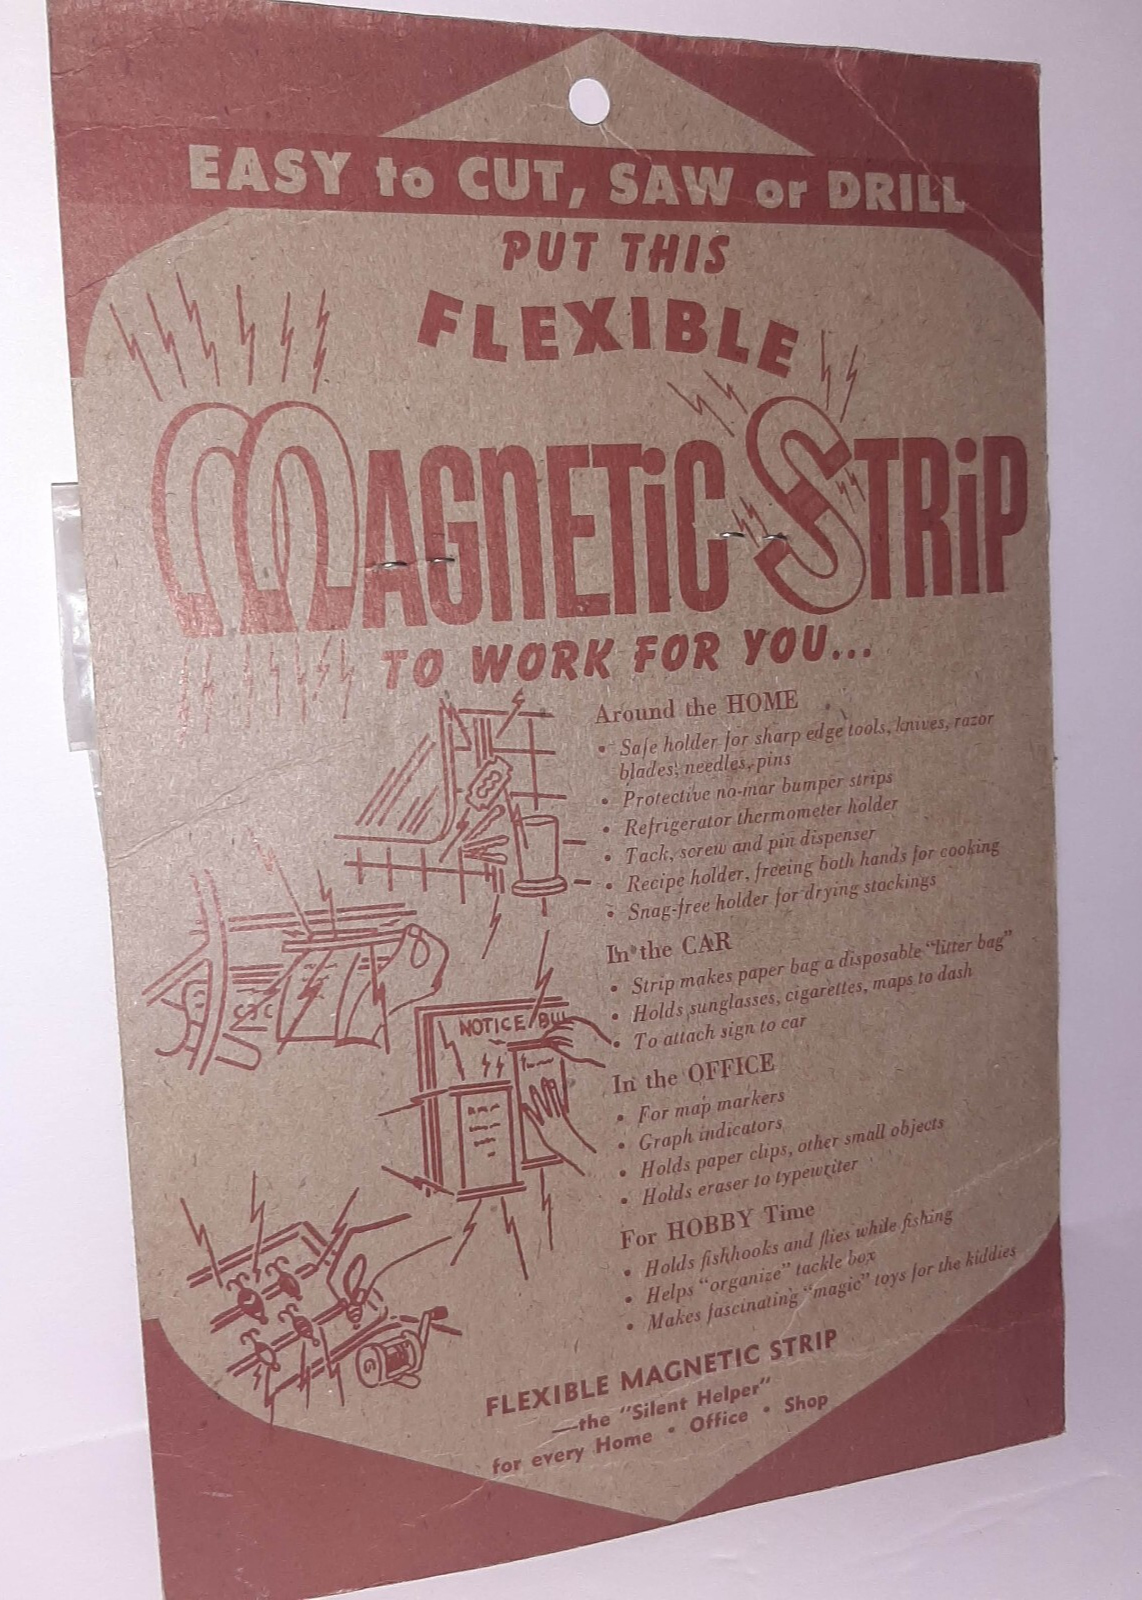 EASY to CUT, SAW or DRILL
PUT THIS
FLEXIBLE
MAGNETiC STRiP
TO WORK FOR YOU...
Around the HOME
• Safe holder for sharp edge tools, knives, razor
blades, needles, pins
• Protective no-mar bumper strips
• Refrigerator thermometer holder
• Tack, screw and pin dispenser
• Recipe holder, freeing both hands for cooking
• Snag-free holder for drying stockings
In the CAR
• Strip makes paper bag a disposable "litter bag"
• Holds sunglasses, cigarettes, maps to dash
• To attach sign to car
NOTICE BUL
In the OFFICE
• For map markers
• Graph indicators
• Holds paper clips, other small objects
• Holds eraser to typewriter
For HOBBY Time
• Holds fishhooks and flies while fishing
• Helps "organize" tackle box
• Makes fascinating "magic" toys for the kiddies
FLEXIBLE MAGNETIC STRIP
—the "Silent Helper"
for every Home • Office • Shop